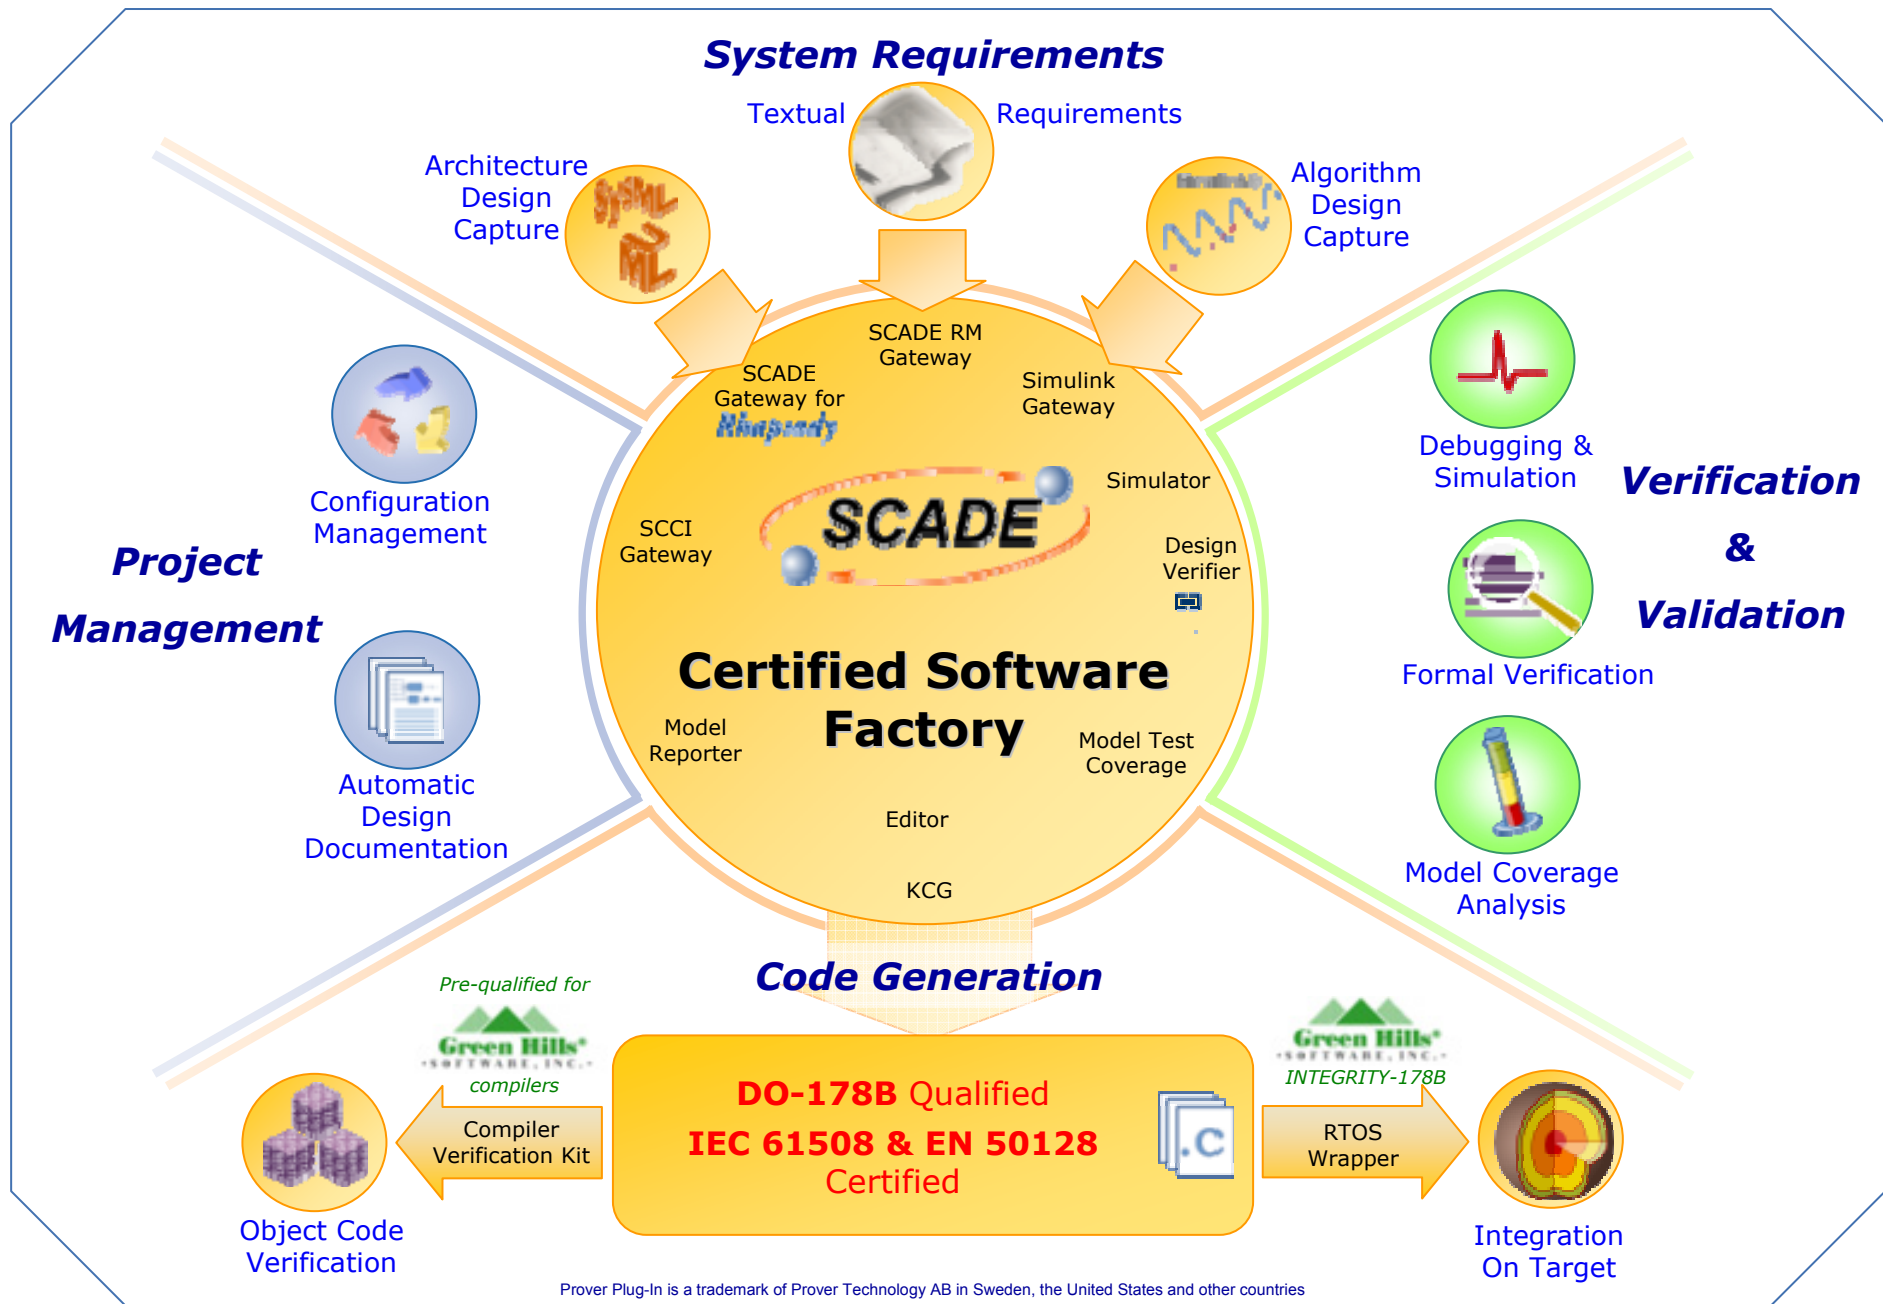 System Requirements
Textual Requirements
Architecture
Design
Capture
SYSML
UML
Algorithm
Design
Capture
SCADE RM
Gateway
SCADE
Gateway for
Rhapsody
Simulink
Gateway
Simulator
SCADE
SCCI
Gateway
Design
Verifier
Certified Software
Factory
Model
Reporter
Model Test
Coverage
Editor
KCG
Configuration
Management
Project
Management
Automatic
Design
Documentation
Debugging &
Simulation
Verification
&
Validation
Formal Verification
Model Coverage
Analysis
Code Generation
Pre-qualified for
Green Hills®
·SOFTWARE, INC.·
compilers
Compiler
Verification Kit
Object Code
Verification
DO-178B Qualified
IEC 61508 & EN 50128
Certified
.C
Green Hills®
·SOFTWARE, INC.·
INTEGRITY-178B
RTOS
Wrapper
Integration
On Target
Prover Plug-In is a trademark of Prover Technology AB in Sweden, the United States and other countries